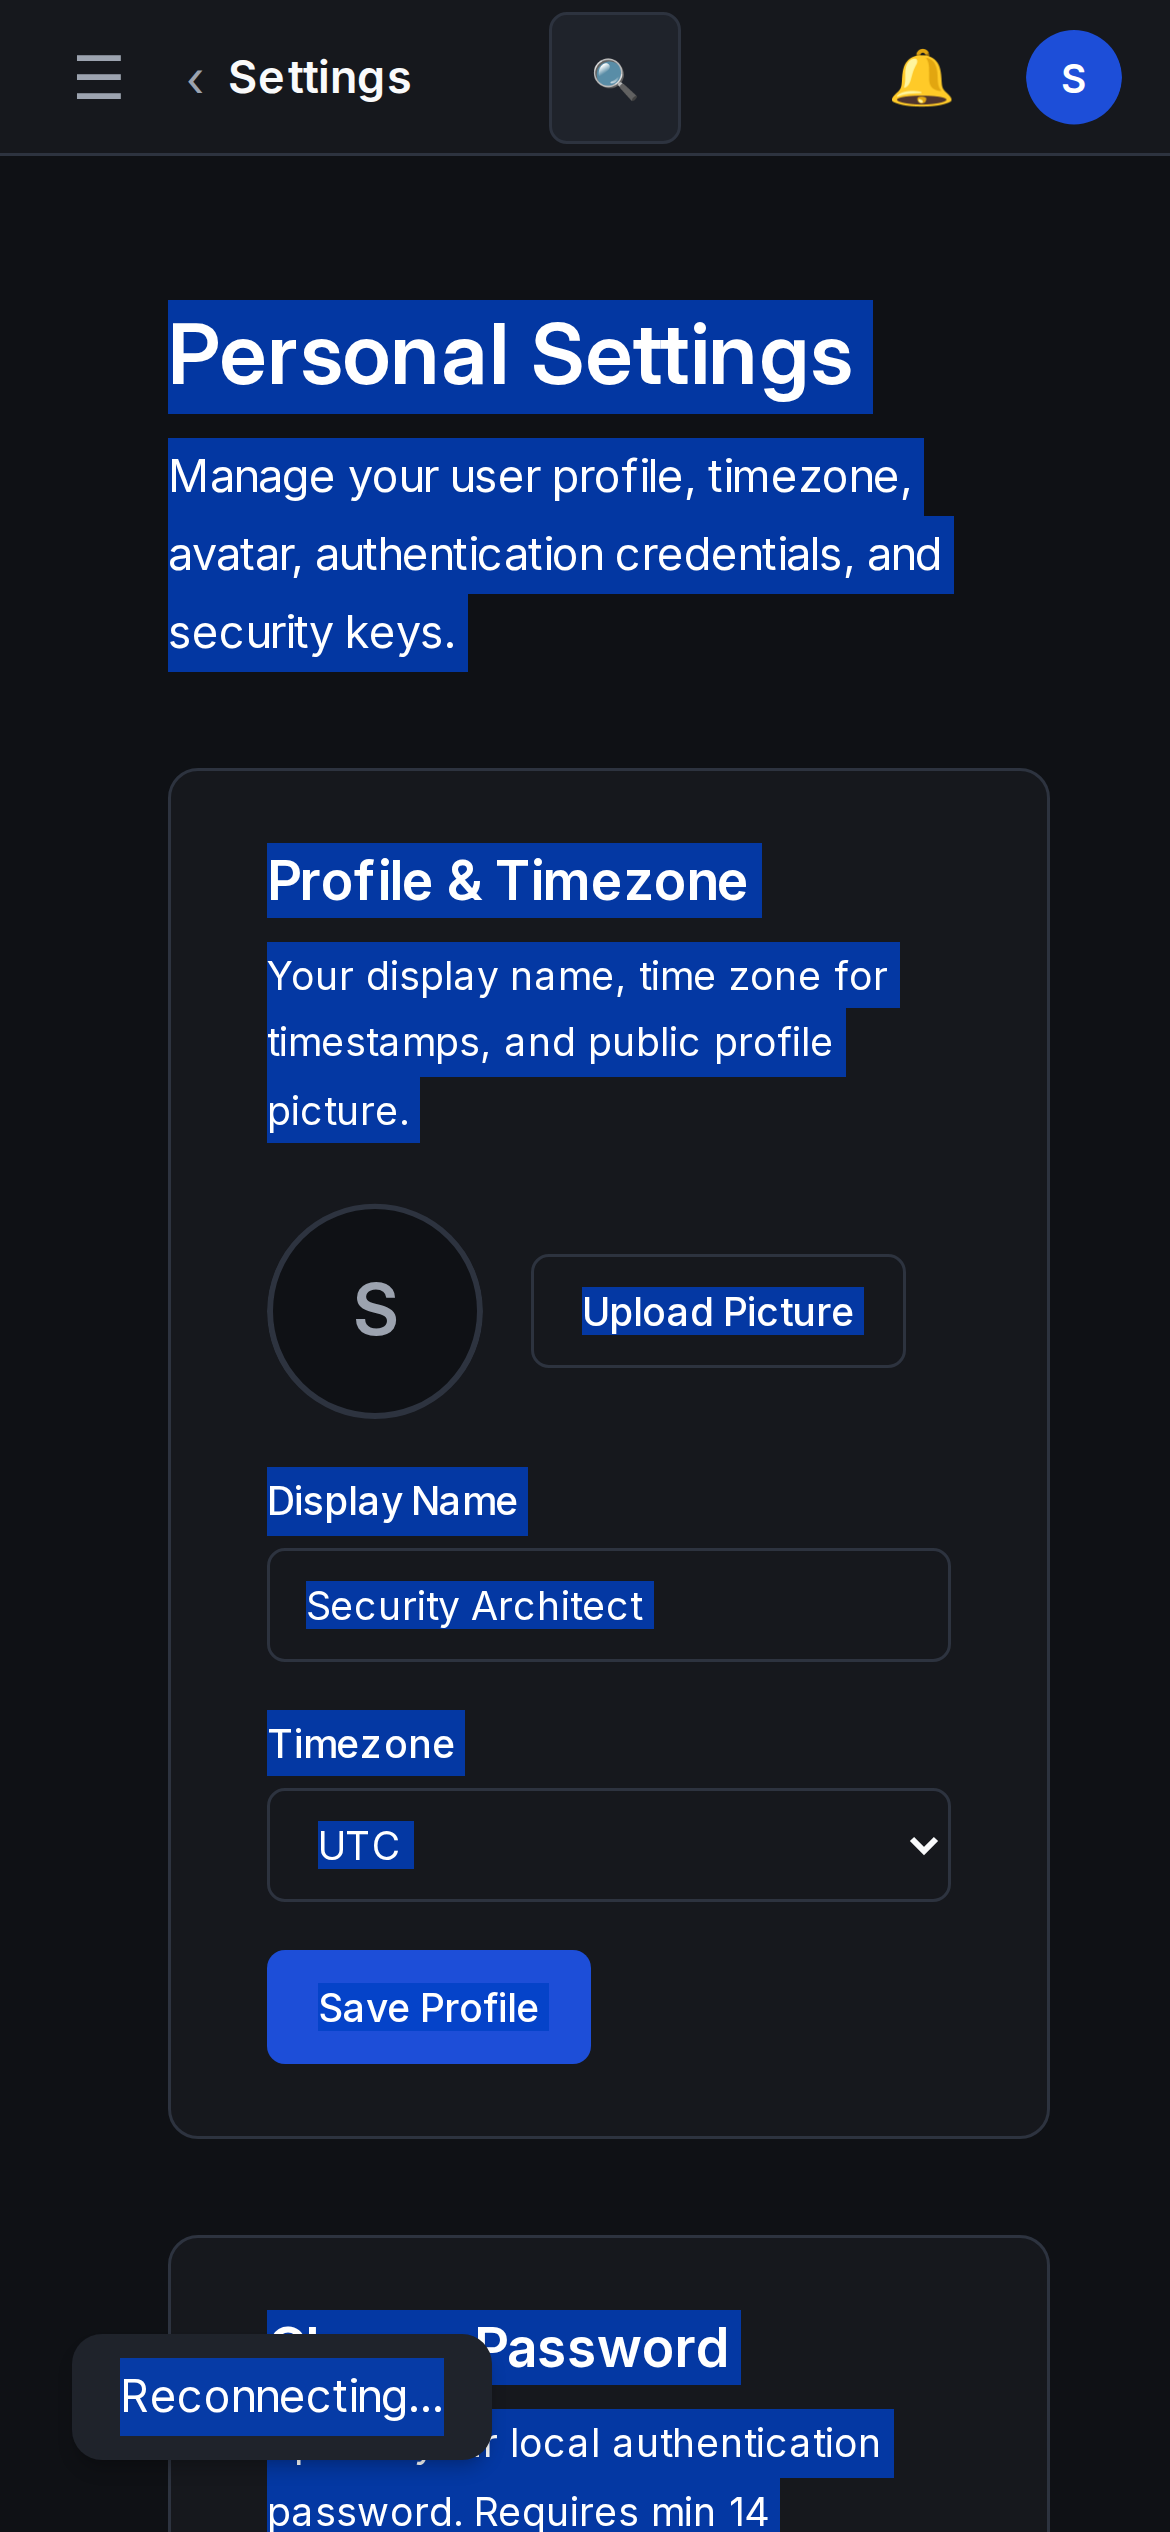 Settings
S
Personal Settings
Manage your user profile, timezone,
avatar, authentication credentials, and
security keys.
Profile & Timezone
Your display name, time zone for
timestamps, and public profile
picture.
S
Upload Picture
Display Name
Security Architect
Timezone
UTC
Save Profile
Password
Reconnecting...
local authentication
password. Requires min 14